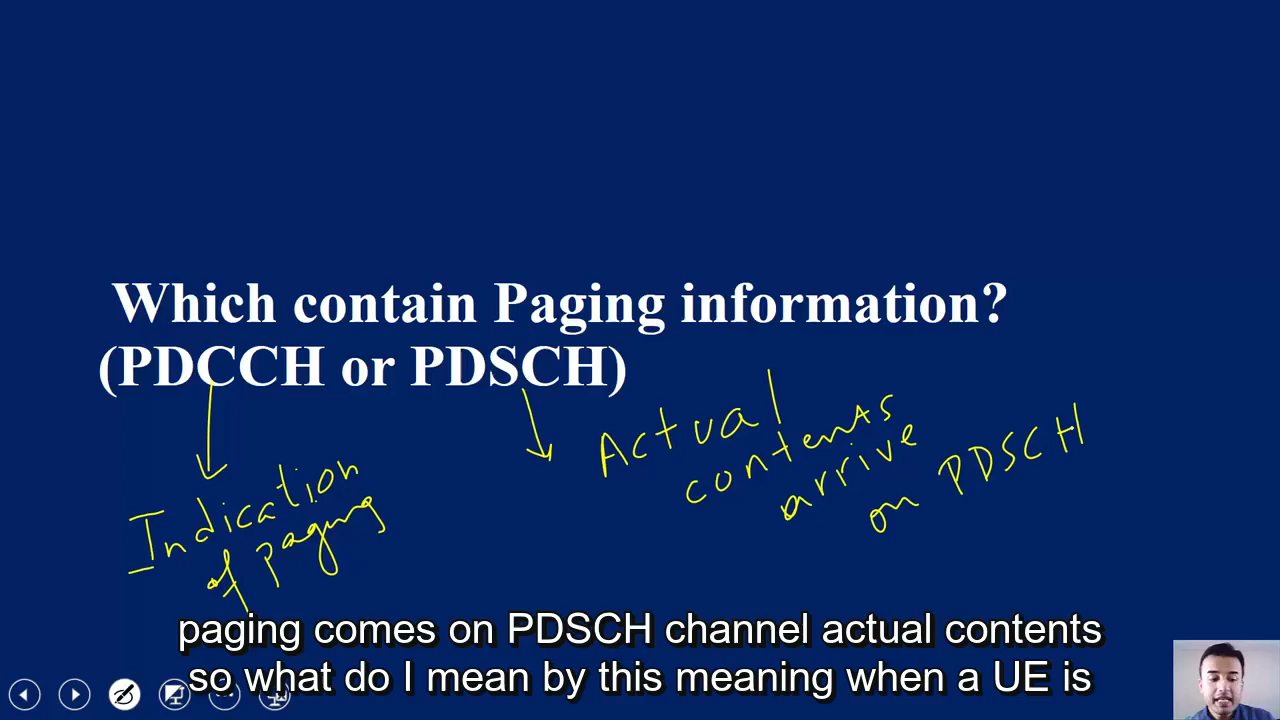 Which contain Paging information?
(PDCCH or PDSCH)
Indication
of paging
Actual
contents
arrive
on PDSCH
paging comes on PDSCH channel actual contents
so what do I mean by this meaning when a UE is